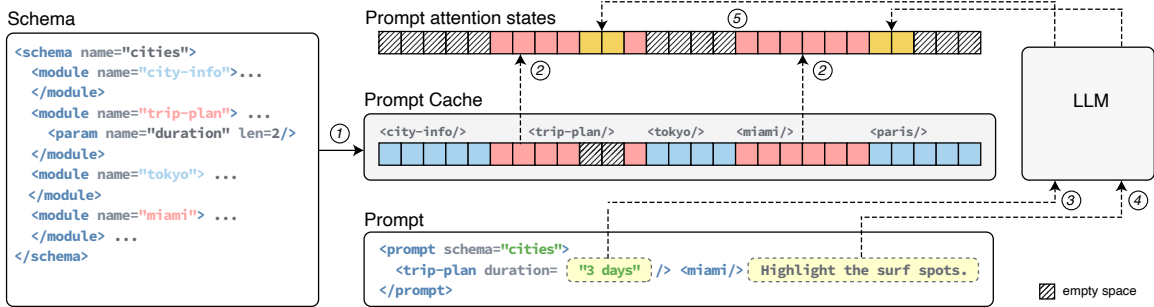 Schema
<schema name="cities">
<module name="city-info">...
</module>
<module name="trip-plan"> ...
<param name="duration" len=2/>
</module>
<module name="tokyo"> ...
</module>
<module name="miami"> ...
</module> ...
</schema>
1
Prompt attention states
5
2
2
Prompt Cache
<city-info/> <trip-plan/> <tokyo/> <miami/> <paris/>
LLM
3
4
Prompt
<prompt schema="cities">
<trip-plan duration= "3 days" /> <miami/> Highlight the surf spots.
</prompt>
empty space